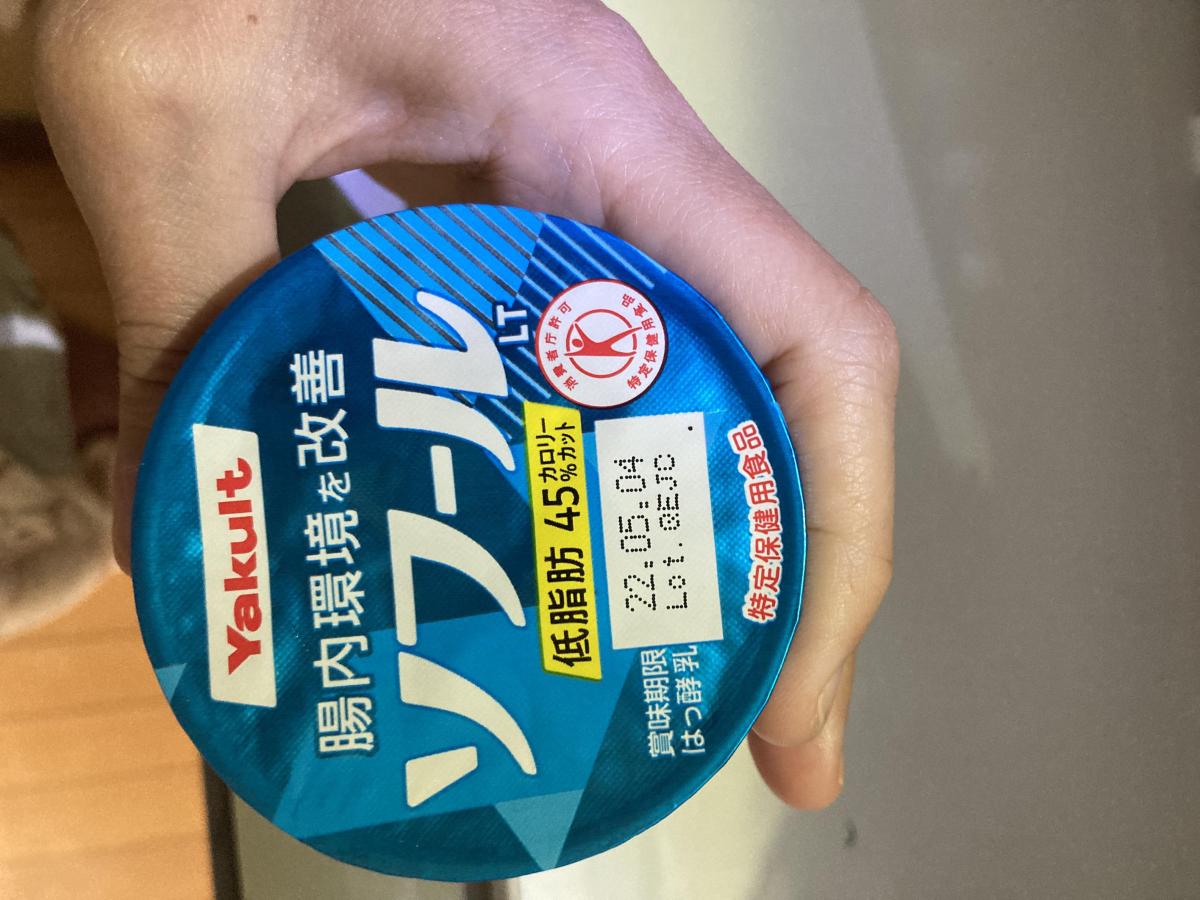 Yakult
腸内環境を改善
ソフール
LT
消費者庁許可
特定保健用食品
低脂肪 45%カロリーカット
賞味期限
22.05.04
はっ酵乳
Lot.@EJC
特定保健用食品